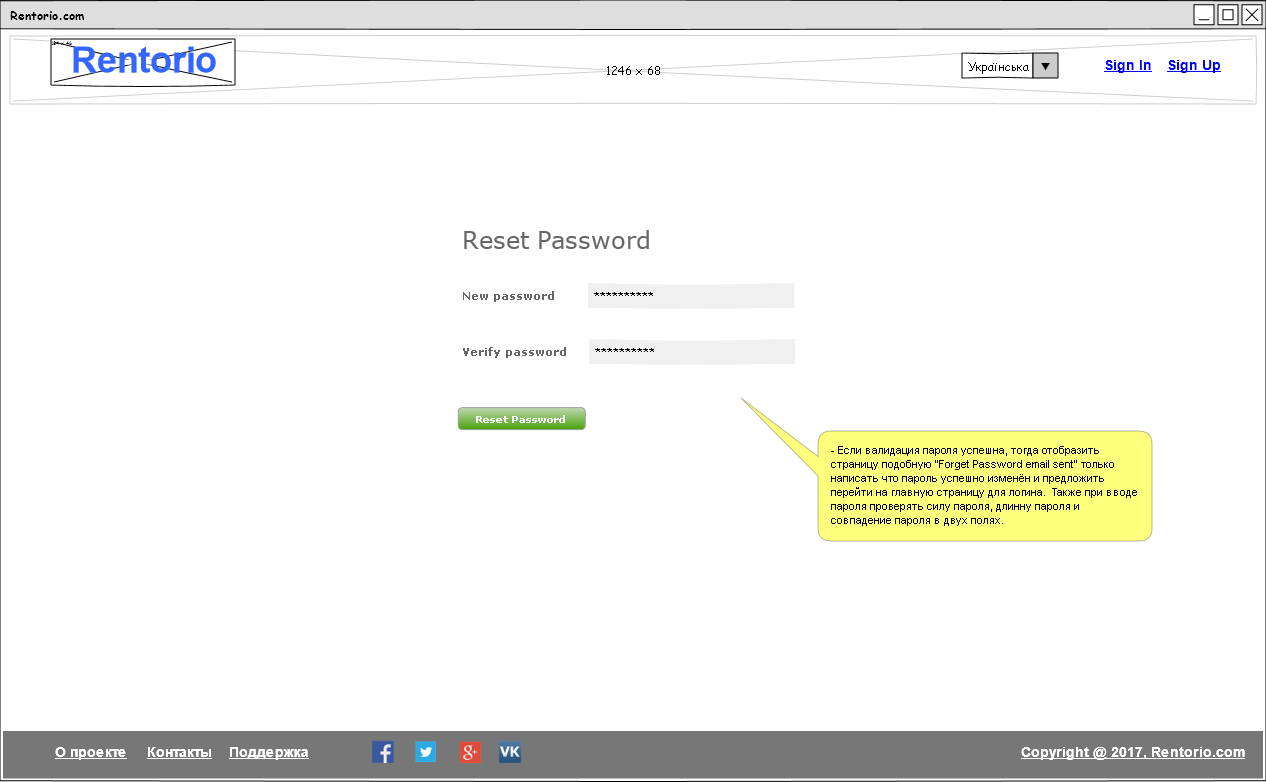 Rentorio.com
Rentorio
1246 x 68
Українська
Sign In Sign Up
Reset Password
New password **********
Verify password **********
Reset Password
- Если валидация пароля успешна, тогда отобразить
страницу подобную "Forget Password email sent" только
написать что пароль успешно изменён и предложить
перейти на главную страницу для логина. Также при вводе
пароля проверять силу пароля, длинну пароля и
совпадение пароля в двух полях.
О проекте Контакты Поддержка f g+ VK Copyright @ 2017, Rentorio.com